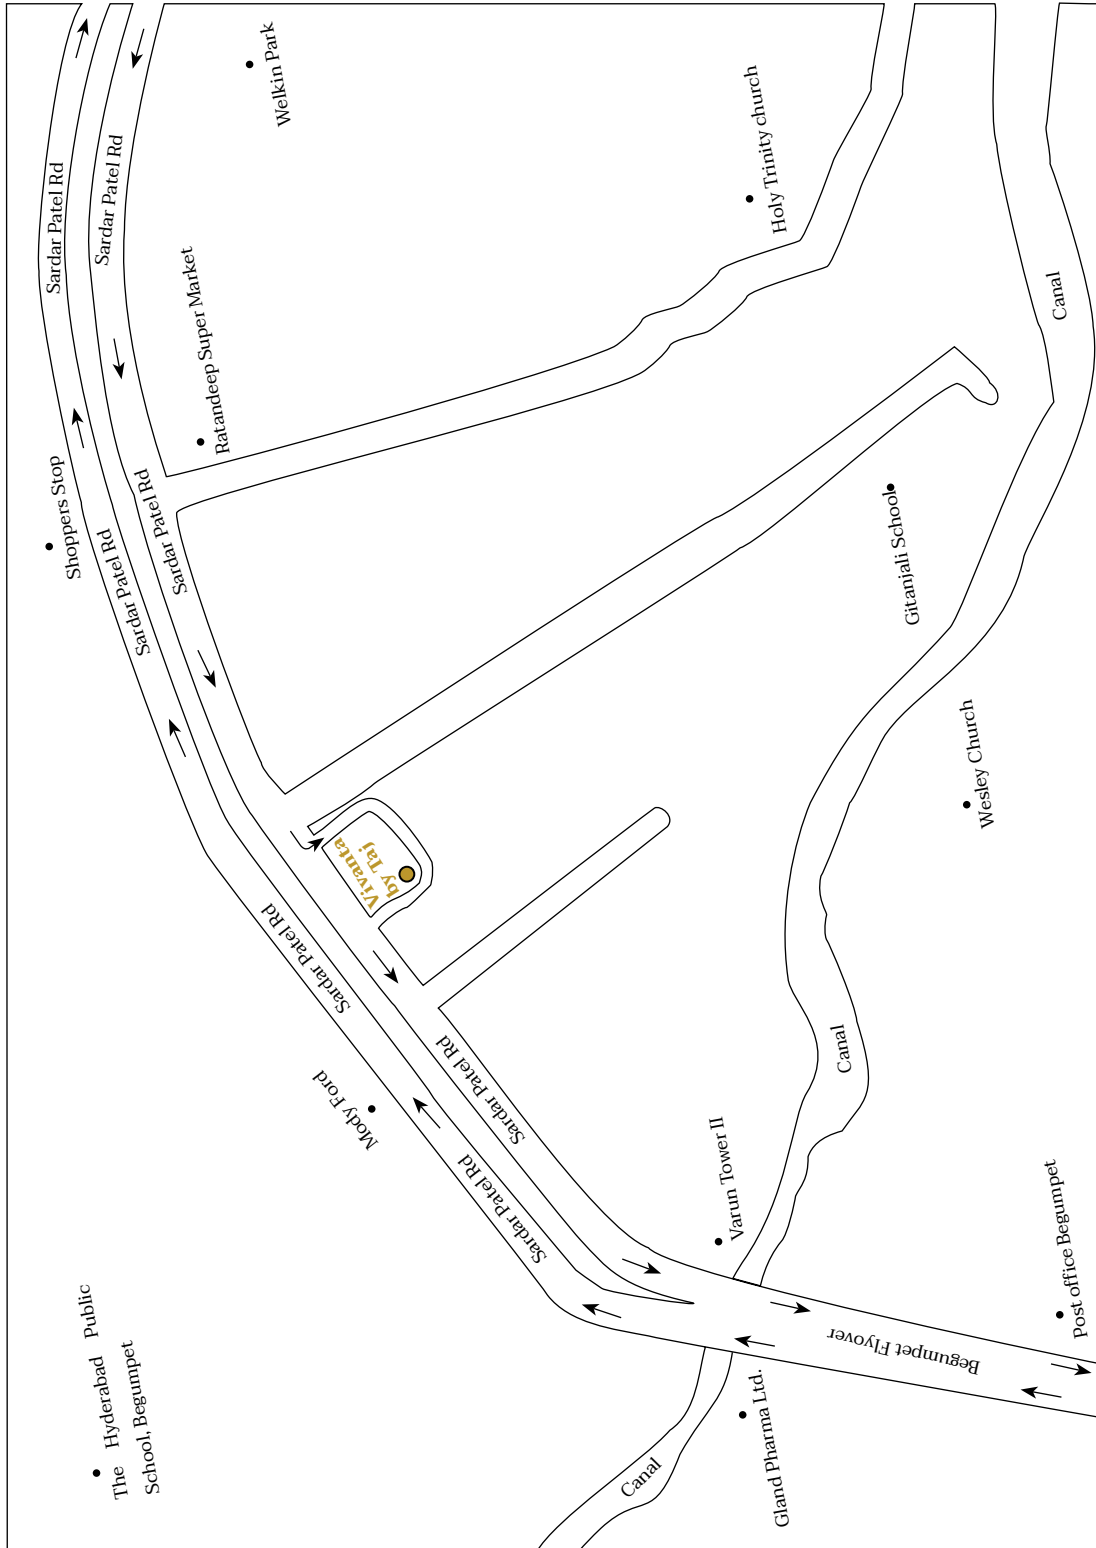 Sardar Patel Rd
Sardar Patel Rd
Welkin Park
Holy Trinity church
Ratandeep Super Market
Canal
Shoppers Stop
Sardar Patel Rd
Sardar Patel Rd
Gitanjali School
Wesley Church
Vivanta
by Taj
Sardar Patel Rd
Sardar Patel Rd
Canal
Mody Ford
Sardar Patel Rd
Varun Tower II
Post office Begumpet
Begumpet Flyover
The Hyderabad Public
School, Begumpet
Gland Pharma Ltd.
Canal